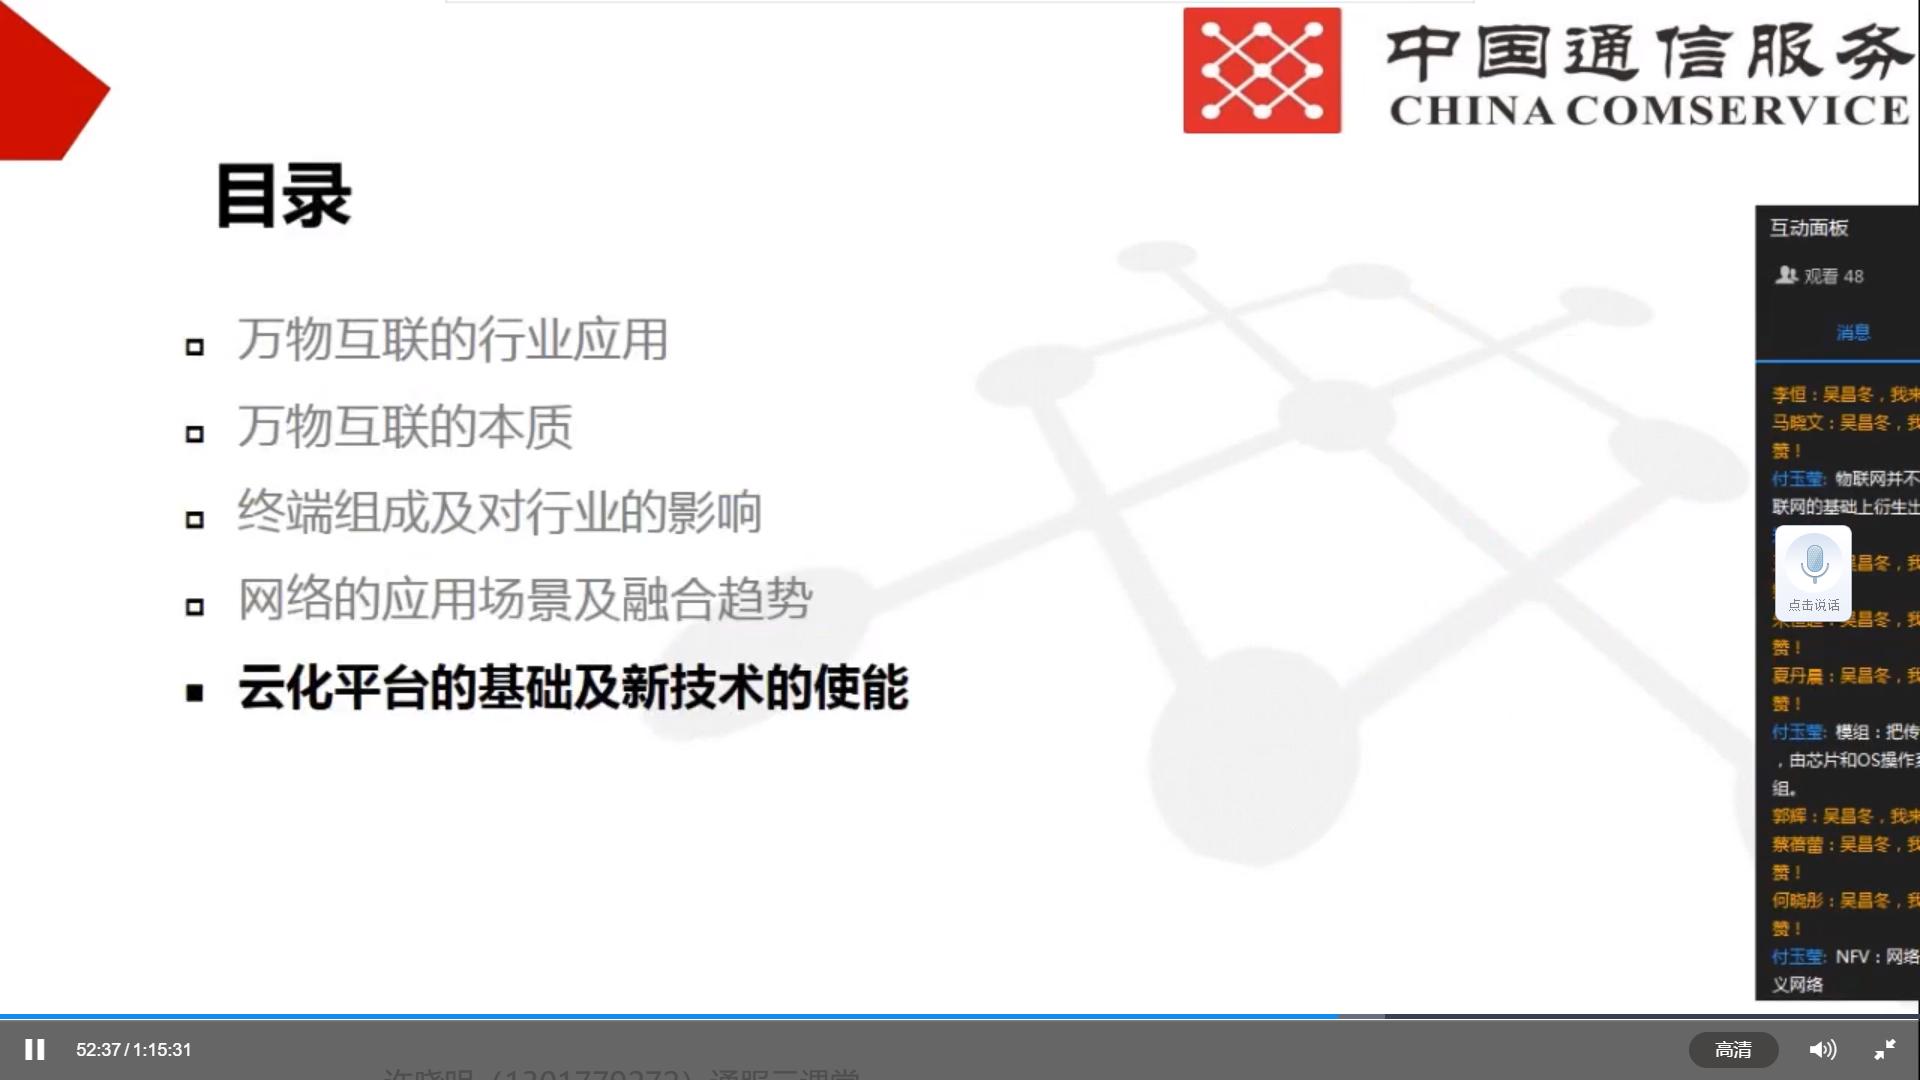 中国通信服务
CHINA COMSERVICE
目录
万物互联的行业应用
万物互联的本质
终端组成及对行业的影响
网络的应用场景及融合趋势
云化平台的基础及新技术的使能
互动面板
观看 48
消息
李恒：吴昌冬，我来
马晓文：吴昌冬，我
赞！
付玉莹: 物联网并不
联网的基础上衍生出
昌冬，我
点击说话
吴昌冬，我
赞！
夏丹晨：吴昌冬，我
赞！
付玉莹: 模组：把传
，由芯片和OS操作系
组。
郭辉：吴昌冬，我来
蔡蓓蕾：吴昌冬，我
赞！
何晓彤：吴昌冬，我
赞！
付玉莹: NFV：网络
义网络
52:37 / 1:15:31
高清